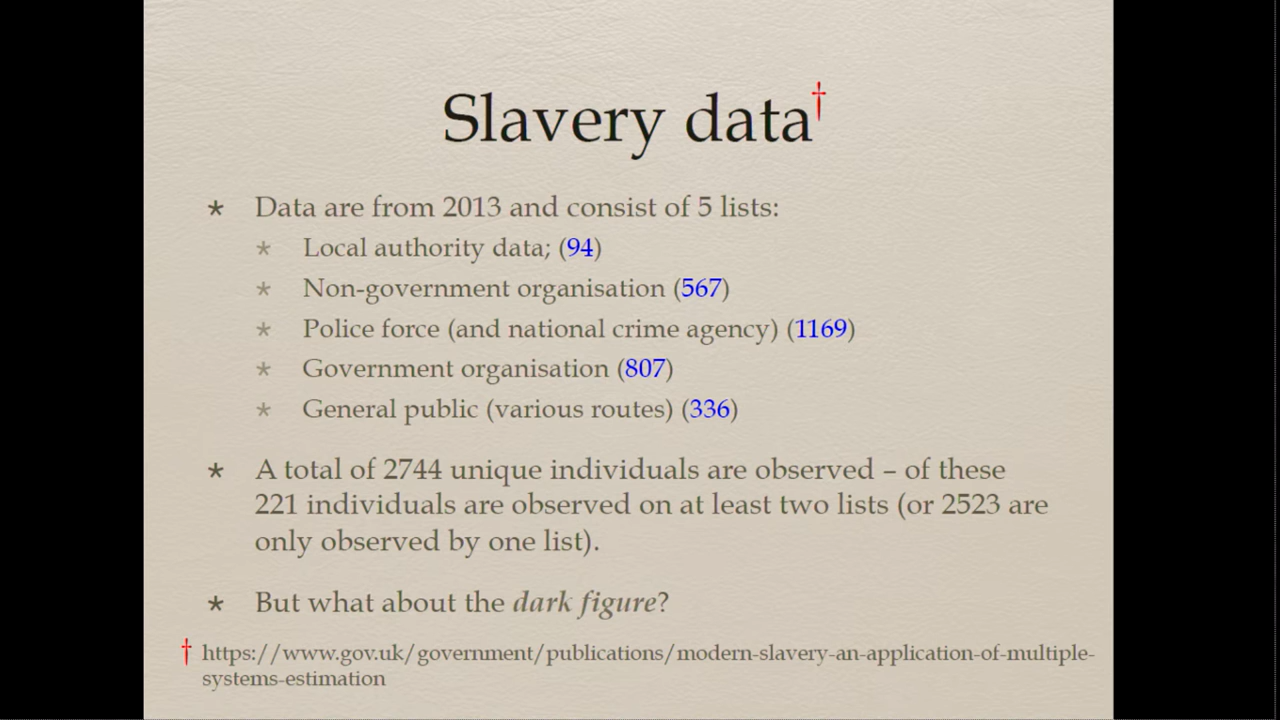 Slavery data†
* Data are from 2013 and consist of 5 lists:
* Local authority data; (94)
* Non-government organisation (567)
* Police force (and national crime agency) (1169)
* Government organisation (807)
* General public (various routes) (336)
* A total of 2744 unique individuals are observed – of these
221 individuals are observed on at least two lists (or 2523 are
only observed by one list).
* But what about the dark figure?
† https://www.gov.uk/government/publications/modern-slavery-an-application-of-multiple-
systems-estimation